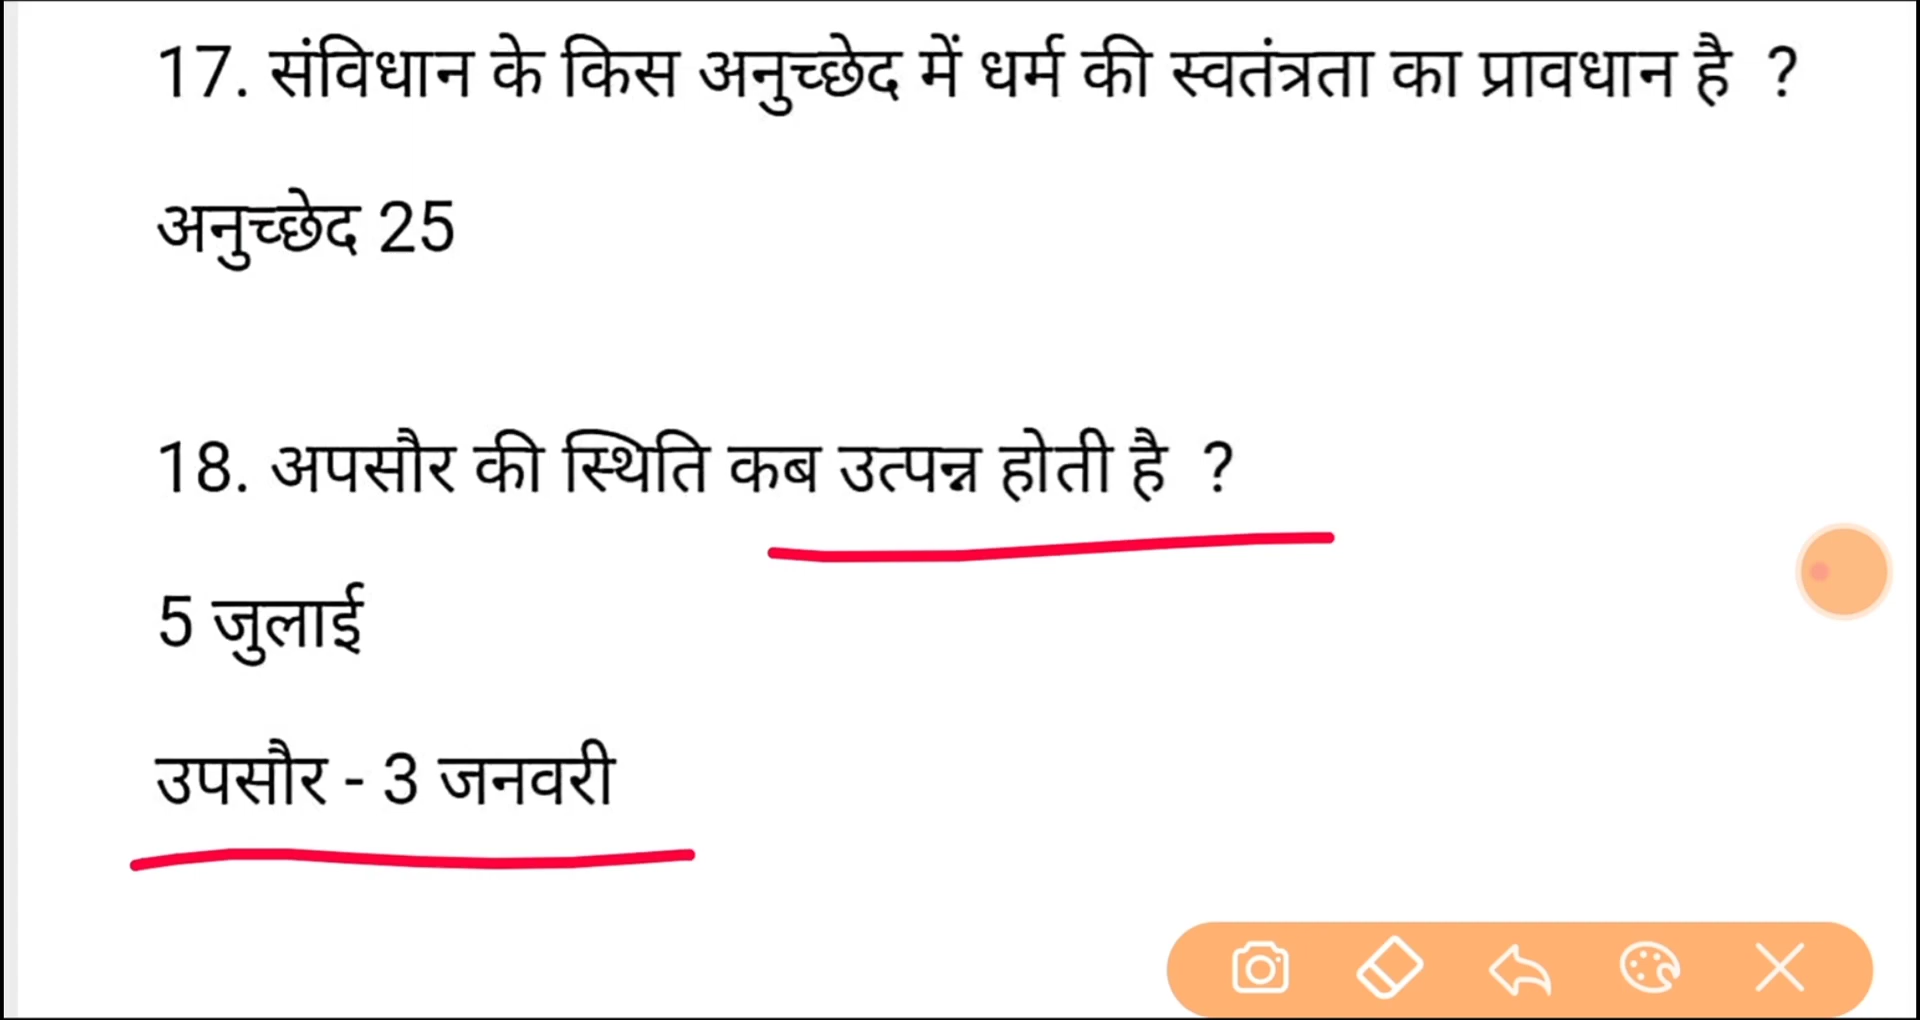 17. संविधान के किस अनुच्छेद में धर्म की स्वतंत्रता का प्रावधान है ?
अनुच्छेद 25
18. अपसौर की स्थिति कब उत्पन्न होती है ?
5 जुलाई
उपसौर - 3 जनवरी